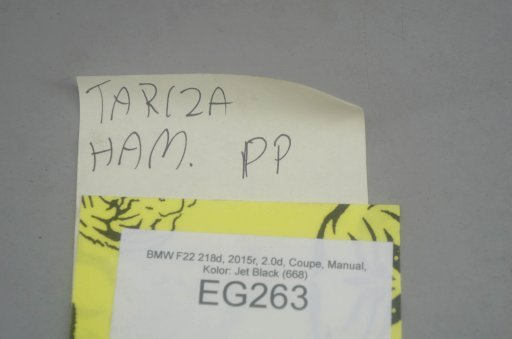 TARCZA
HAM. PP
BMW F22 218d, 2015r, 2.0d, Coupe, Manual,
Kolor: Jet Black (668)
EG263